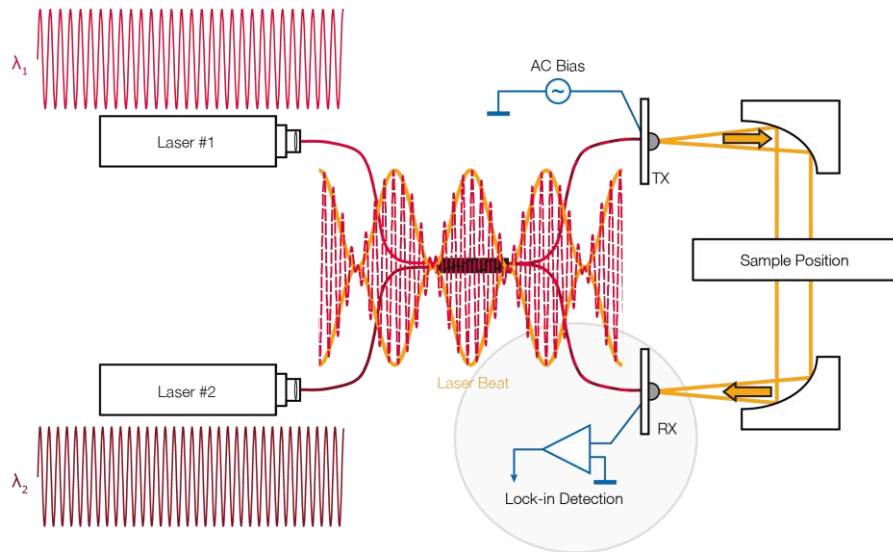 λ1
Laser #1
AC Bias
TX
Sample Position
Laser #2
Laser Beat
RX
λ2
Lock-in Detection